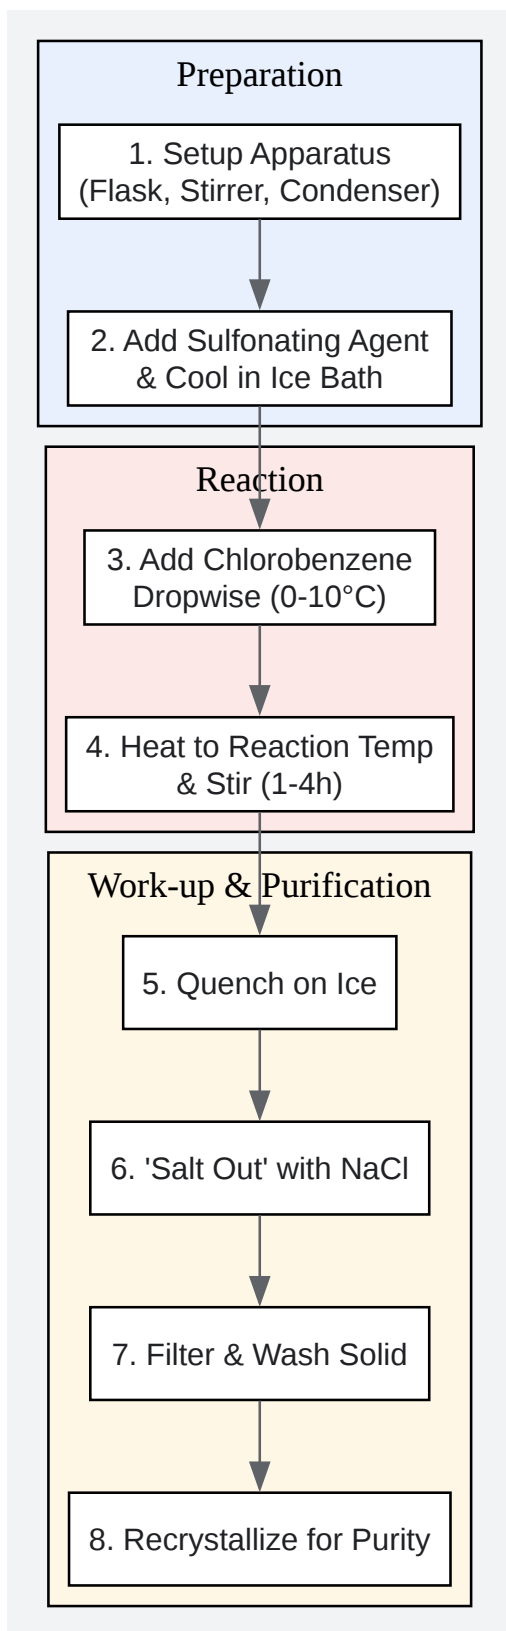 Preparation
1. Setup Apparatus
(Flask, Stirrer, Condenser)
2. Add Sulfonating Agent
& Cool in Ice Bath
Reaction
3. Add Chlorobenzene
Dropwise (0-10°C)
4. Heat to Reaction Temp
& Stir (1-4h)
Work-up & Purification
5. Quench on Ice
6. 'Salt Out' with NaCl
7. Filter & Wash Solid
8. Recrystallize for Purity